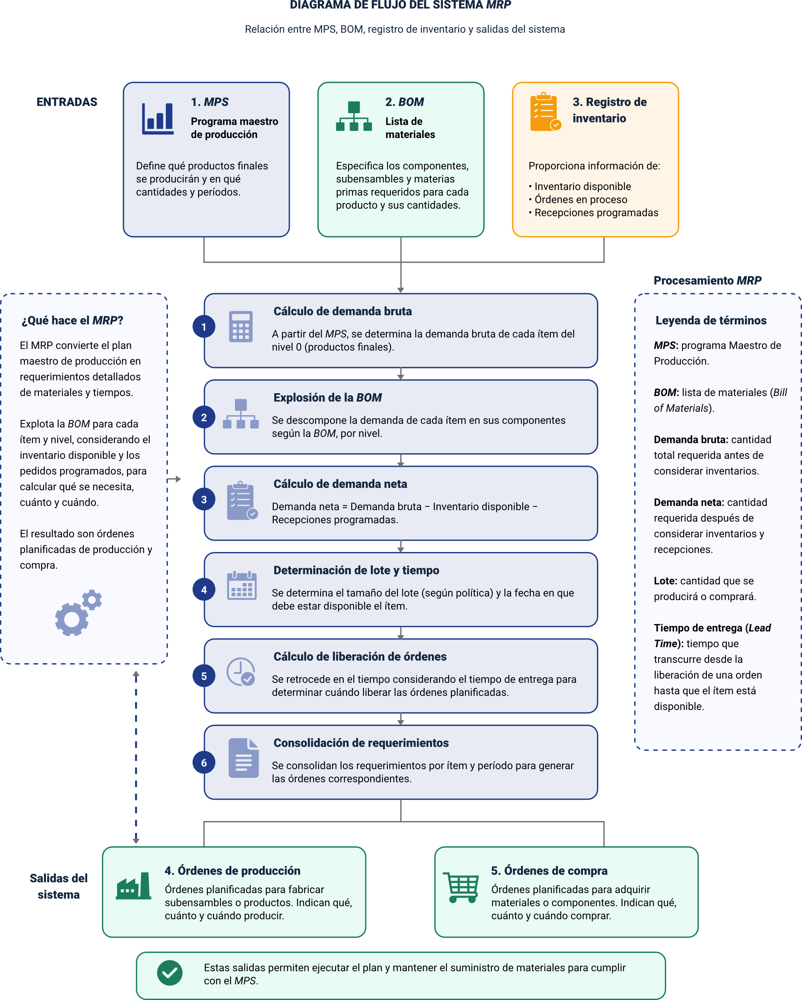 DIAGRAMA DE FLUJO DEL SISTEMA MRP
Relación entre MPS, BOM, registro de inventario y salidas del sistema
ENTRADAS
1. MPS
Programa maestro
de producción
Define qué productos finales
se producirán y en qué
cantidades y períodos.
2. BOM
Lista de
materiales
Especifica los componentes,
subensambles y materias
primas requeridos para cada
producto y sus cantidades.
3. Registro de
inventario
Proporciona información de:
• Inventario disponible
• Órdenes en proceso
• Recepciones programadas
¿Qué hace el MRP?
El MRP convierte el plan
maestro de producción en
requerimientos detallados
de materiales y tiempos.
Explota la BOM para cada
ítem y nivel, considerando el
inventario disponible y los
pedidos programados, para
calcular qué se necesita,
cuánto y cuándo.
El resultado son órdenes
planificadas de producción y
compra.
1
Cálculo de demanda bruta
A partir del MPS, se determina la demanda bruta de cada ítem del
nivel 0 (productos finales).
2
Explosión de la BOM
Se descompone la demanda de cada ítem en sus componentes
según la BOM, por nivel.
3
Cálculo de demanda neta
Demanda neta = Demanda bruta − Inventario disponible −
Recepciones programadas.
4
Determinación de lote y tiempo
Se determina el tamaño del lote (según política) y la fecha en que
debe estar disponible el ítem.
5
Cálculo de liberación de órdenes
Se retrocede en el tiempo considerando el tiempo de entrega para
determinar cuándo liberar las órdenes planificadas.
6
Consolidación de requerimientos
Se consolidan los requerimientos por ítem y período para generar
las órdenes correspondientes.
Procesamiento MRP
Leyenda de términos
MPS: programa Maestro de
Producción.
BOM: lista de materiales (Bill
of Materials).
Demanda bruta: cantidad
total requerida antes de
considerar inventarios.
Demanda neta: cantidad
requerida después de
considerar inventarios y
recepciones.
Lote: cantidad que se
producirá o comprará.
Tiempo de entrega (Lead
Time): tiempo que
transcurre desde la
liberación de una orden
hasta que el ítem está
disponible.
Salidas del
sistema
4. Órdenes de producción
Órdenes planificadas para fabricar
subensambles o productos. Indican qué,
cuánto y cuándo producir.
5. Órdenes de compra
Órdenes planificadas para adquirir
materiales o componentes. Indican qué,
cuánto y cuándo comprar.
Estas salidas permiten ejecutar el plan y mantener el suministro de materiales para cumplir
con el MPS.